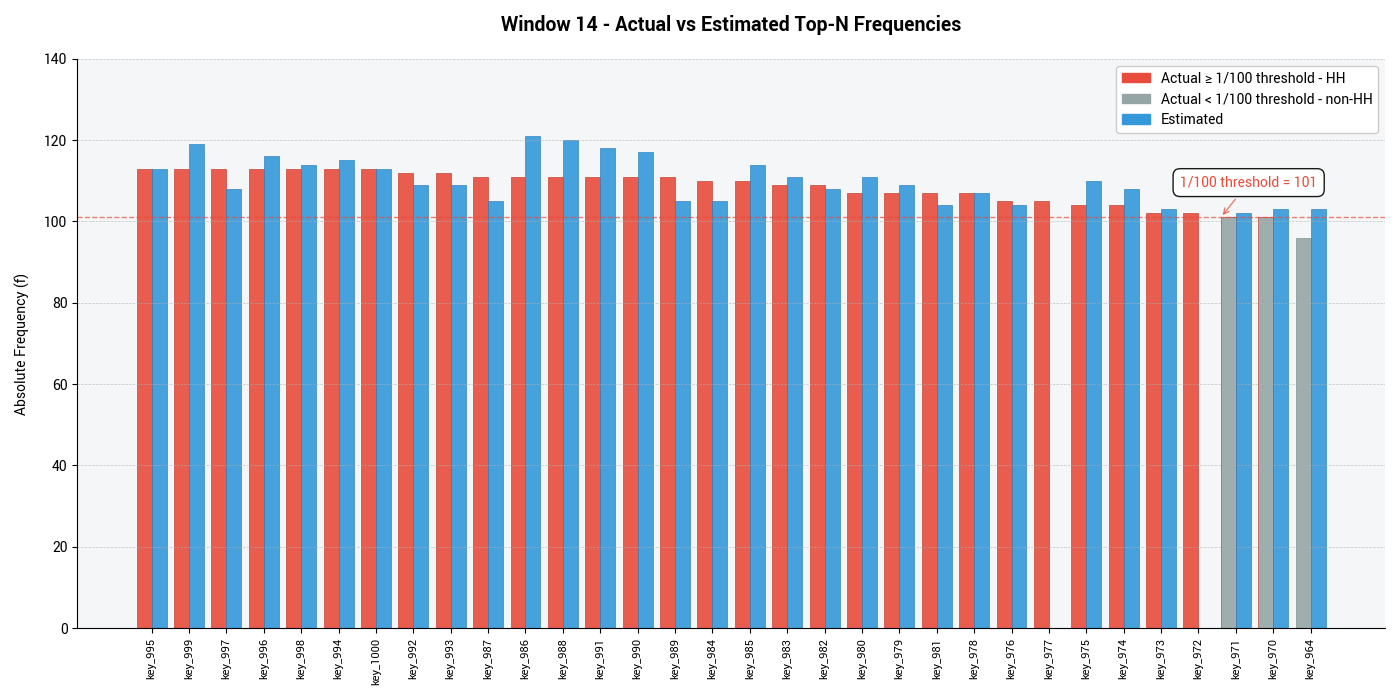 Window 14 - Actual vs Estimated Top-N Frequencies
Absolute Frequency (f)
140
120
100
80
60
40
20
0
Actual ≥ 1/100 threshold - HH
Actual < 1/100 threshold - non-HH
Estimated
1/100 threshold = 101
key_995
key_999
key_997
key_996
key_998
key_994
key_1000
key_992
key_993
key_987
key_986
key_988
key_991
key_990
key_989
key_984
key_985
key_983
key_982
key_980
key_979
key_981
key_978
key_976
key_977
key_975
key_974
key_973
key_972
key_971
key_970
key_964